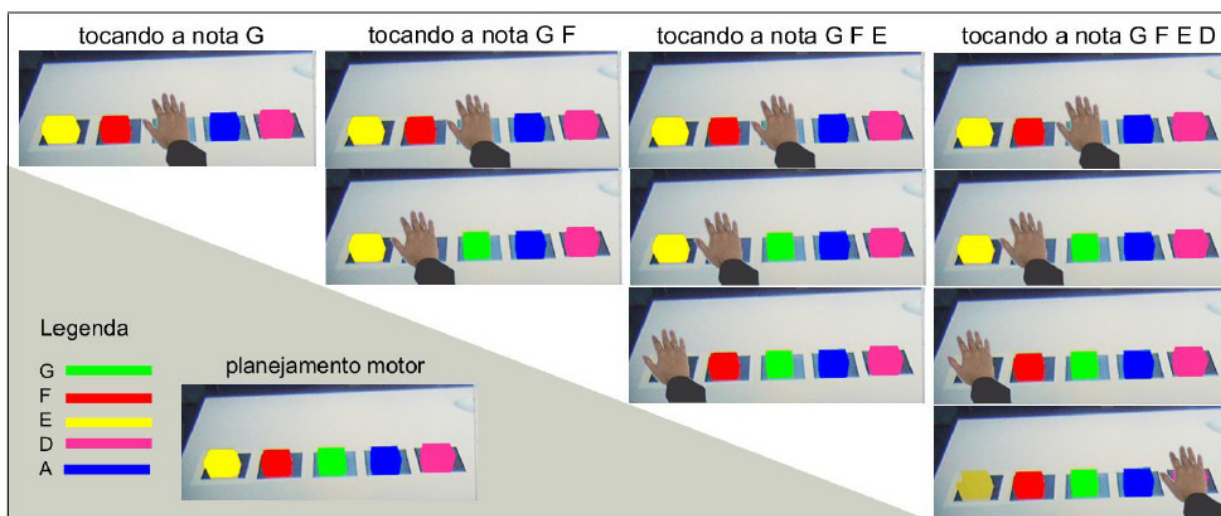 tocando a nota G
tocando a nota G F
tocando a nota G F E
tocando a nota G F E D
Legenda
G
F
E
D
A
planejamento motor